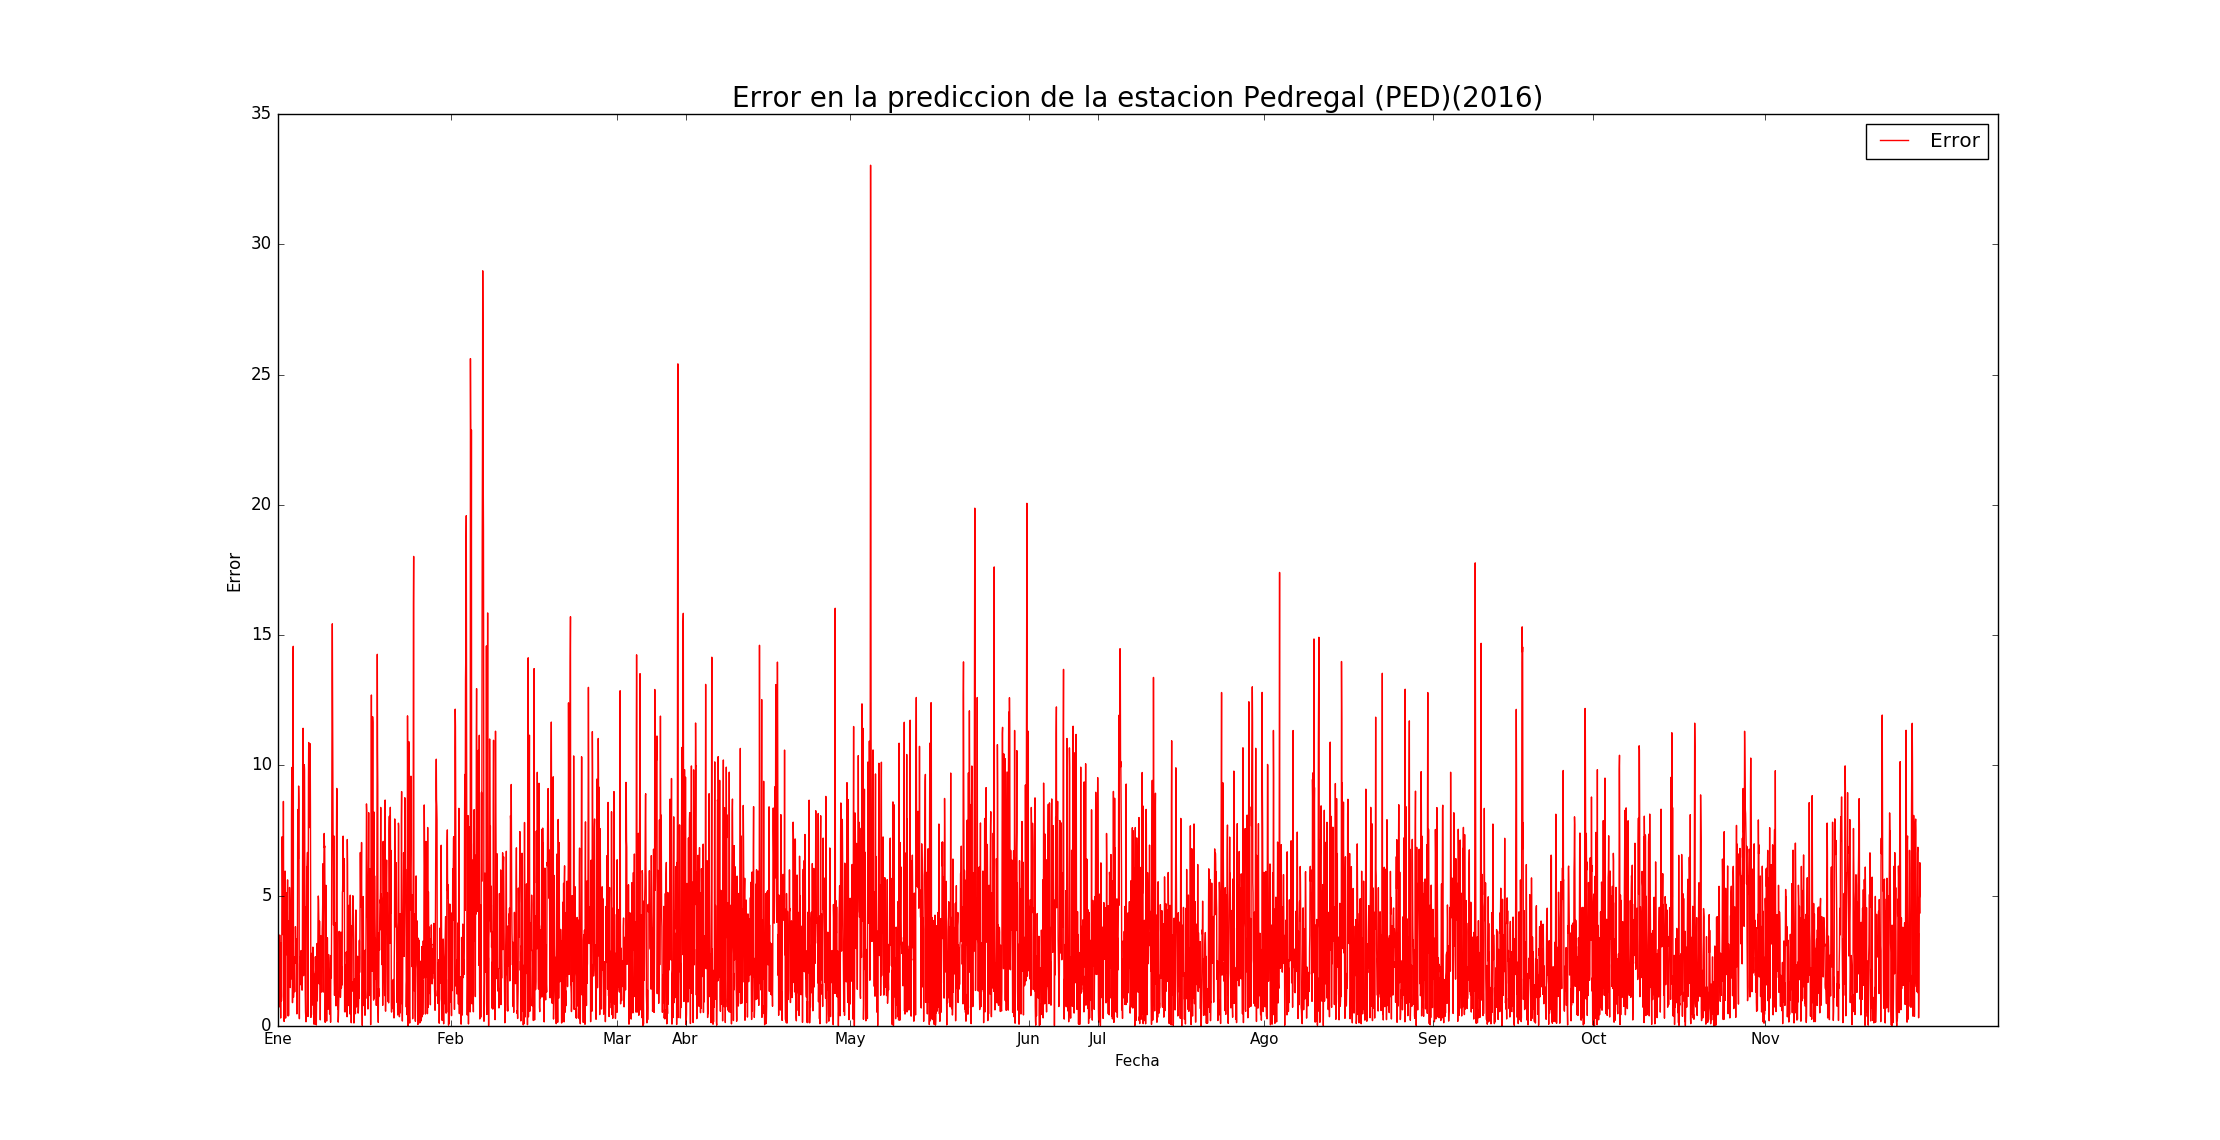 Error en la prediccion de la estacion Pedregal (PED)(2016)
35
30
25
20
15
10
5
0
Error
Error
Ene Feb Mar Abr May Jun Jul Ago Sep Oct Nov
Fecha